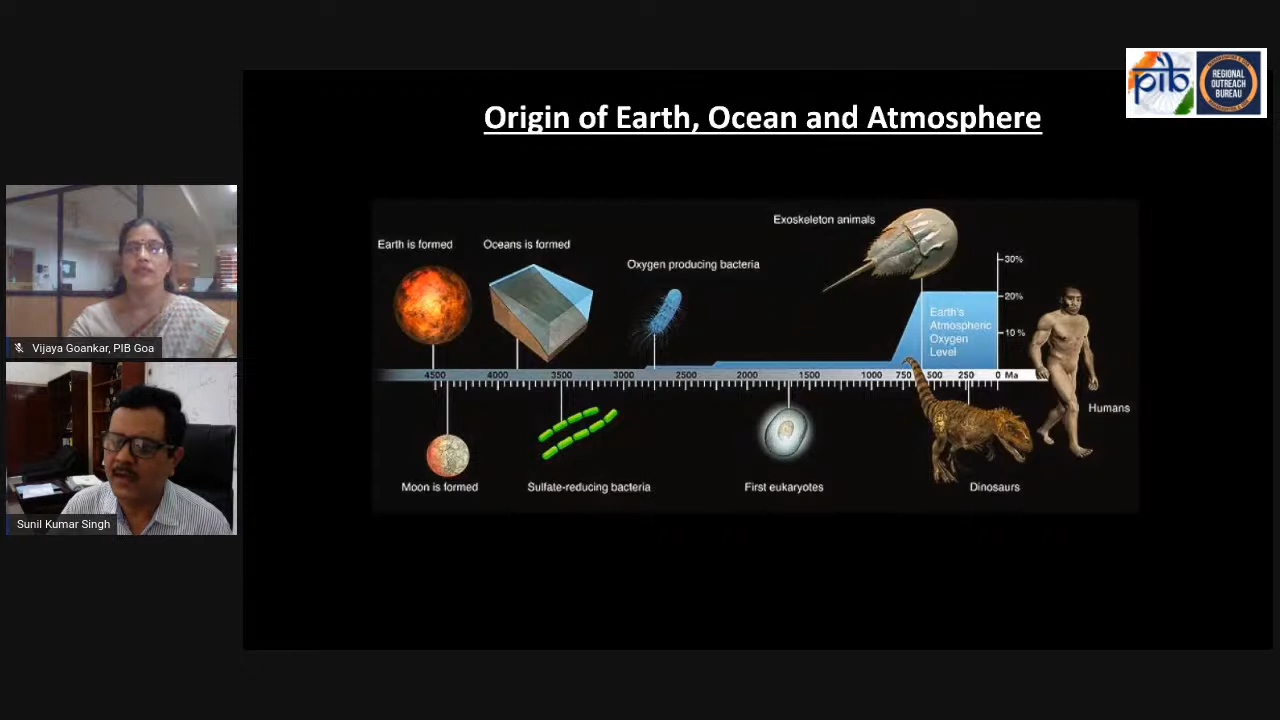 pib
REGIONAL
OUTREACH
BUREAU
Origin of Earth, Ocean and Atmosphere
Exoskeleton animals
Earth is formed
Oceans is formed
Oxygen producing bacteria
30%
20%
10 %
Earth's
Atmospheric
Oxygen
Level
4500 4000 3500 3000 2500 2000 1500 1000 750 500 250 0 Ma
Humans
Moon is formed
Sulfate-reducing bacteria
First eukaryotes
Dinosaurs
Vijaya Goankar, PIB Goa
Sunil Kumar Singh